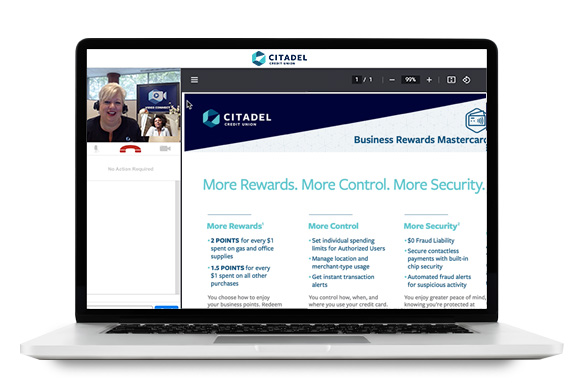 CITADEL
CREDIT UNION
1 / 1
99%
VIDEO CONNECT
CITADEL
CREDIT UNION
Business Rewards Mastercard
No Action Required
More Rewards. More Control. More Security.
More Rewards¹
• 2 POINTS for every $1
spent on gas and office
supplies
• 1.5 POINTS for every
$1 spent on all other
purchases
You choose how to enjoy
your business points. Redeem
More Control
• Set individual spending
limits for Authorized Users
• Manage location and
merchant-type usage
• Get instant transaction
alerts
You control how, when, and
where you use your credit card.
More Security²
• $0 Fraud Liability
• Secure contactless
payments with built-in
chip security
• Automated fraud alerts
for suspicious activity
You enjoy greater peace of mind,
knowing you're protected at